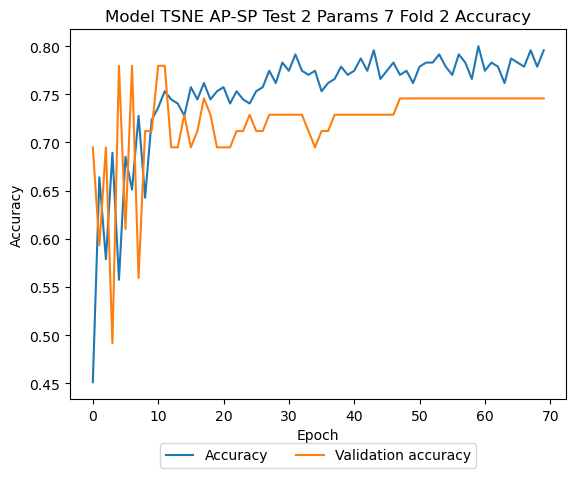 Model TSNE AP-SP Test 2 Params 7 Fold 2 Accuracy
0.80
0.75
0.70
0.65
0.60
0.55
0.50
0.45
Accuracy
0 10 20 30 40 50 60 70
Epoch
Accuracy Validation accuracy